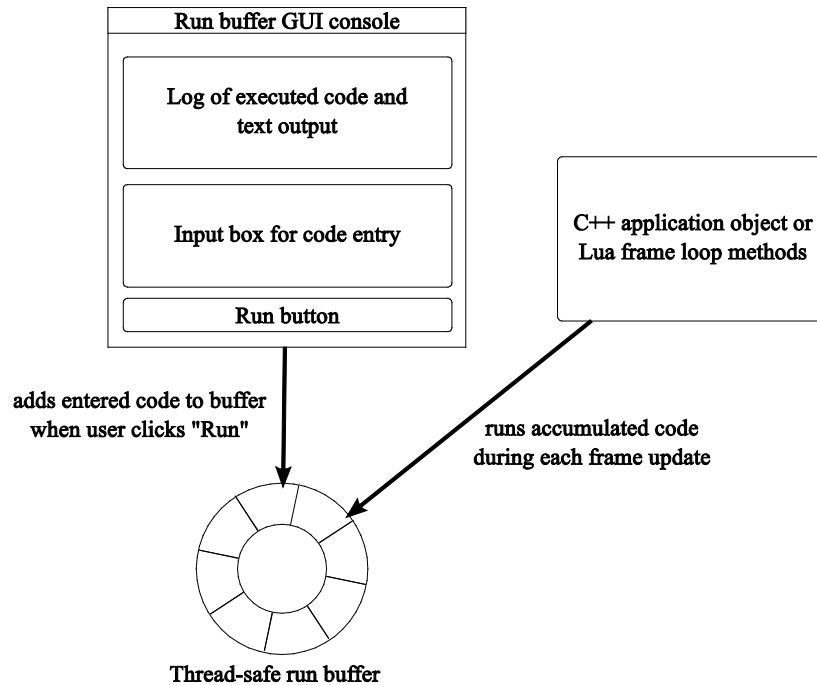 Run buffer GUI console
Log of executed code and
text output
Input box for code entry
Run button
C++ application object or
Lua frame loop methods
adds entered code to buffer
when user clicks "Run"
runs accumulated code
during each frame update
Thread-safe run buffer